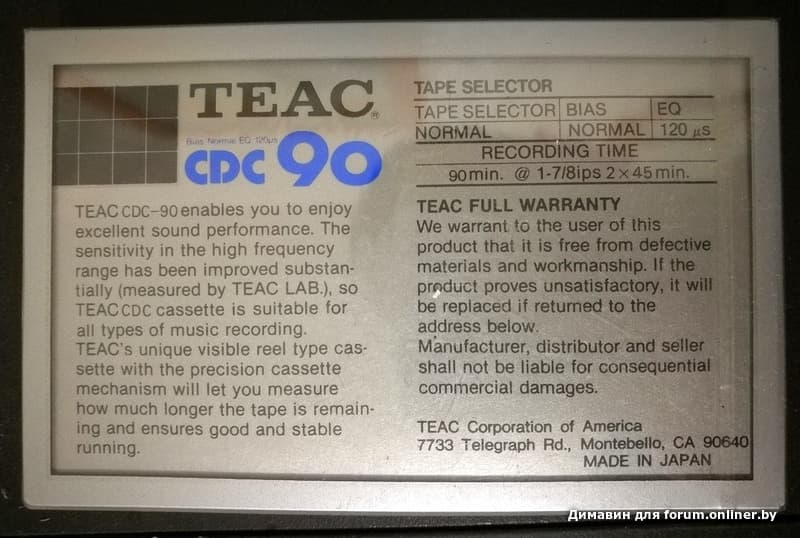 TEAC®
Bias Normal EQ 120µs
CDC 90
TEAC CDC-90 enables you to enjoy
excellent sound performance. The
sensitivity in the high frequency
range has been improved substan-
tially (measured by TEAC LAB.), so
TEAC CDC cassette is suitable for
all types of music recording.
TEAC's unique visible reel type cas-
sette with the precision cassette
mechanism will let you measure
how much longer the tape is remain-
ing and ensures good and stable
running.
TAPE SELECTOR
TAPE SELECTOR BIAS EQ
NORMAL NORMAL 120 µs
RECORDING TIME
90min. @ 1-7/8ips 2×45min.
TEAC FULL WARRANTY
We warrant to the user of this
product that it is free from defective
materials and workmanship. If the
product proves unsatisfactory, it will
be replaced if returned to the
address below.
Manufacturer, distributor and seller
shall not be liable for consequential
commercial damages.
TEAC Corporation of America
7733 Telegraph Rd., Montebello, CA 90640
MADE IN JAPAN
Димавин для forum.onliner.by